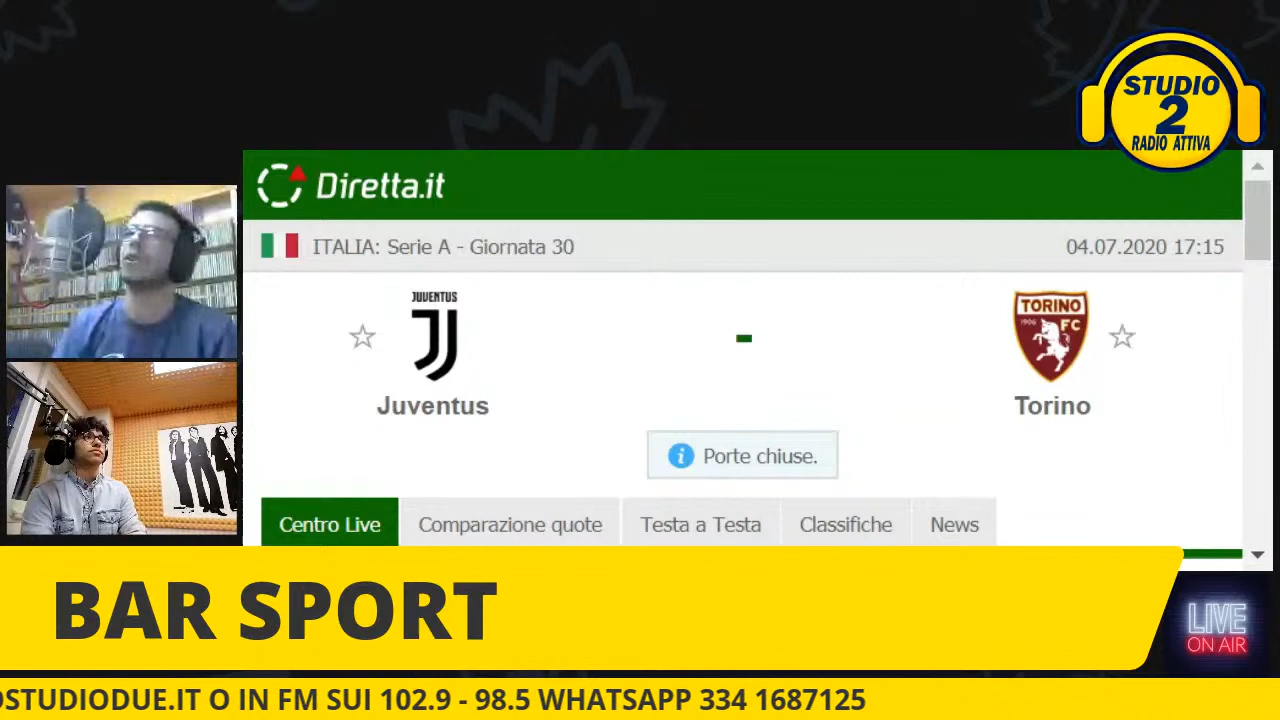 STUDIO
2
RADIO ATTIVA
Diretta.it
ITALIA: Serie A - Giornata 30
04.07.2020 17:15
JUVENTUS
TORINO
1906 FC
-
Juventus
Torino
Porte chiuse.
Centro Live
Comparazione quote
Testa a Testa
Classifiche
News
BAR SPORT
LIVE
ON AIR
OSTUDIODUE.IT O IN FM SUI 102.9 - 98.5 WHATSAPP 334 1687125